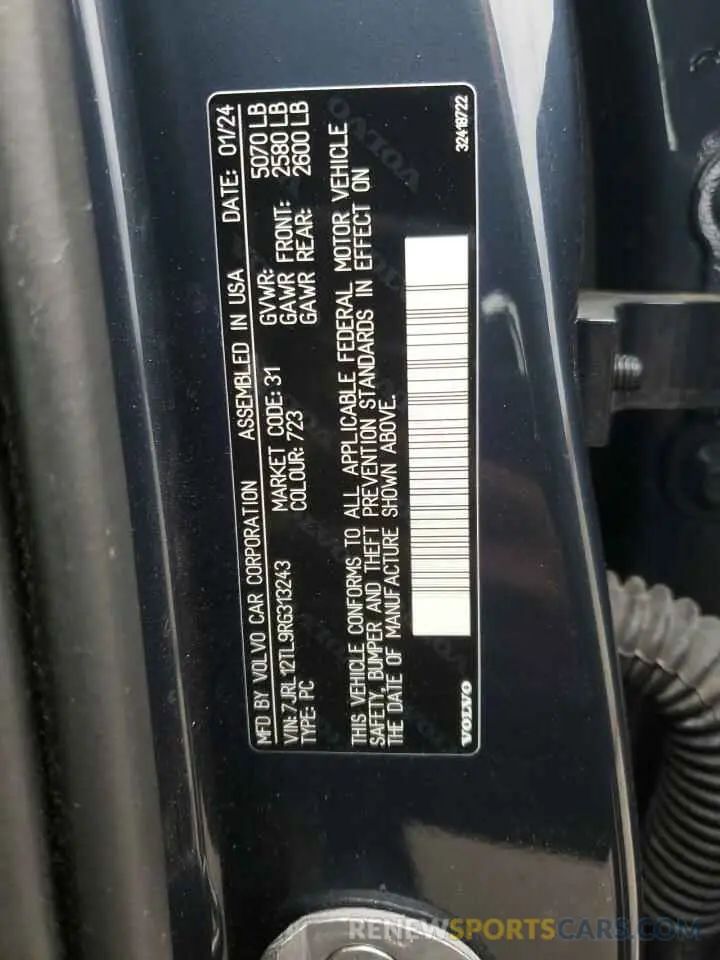 MFD BY VOLVO CAR CORPORATION ASSEMBLED IN USA DATE: 01/24
VIN: 7JRL12TL9RG313243 MARKET CODE: 31 GVWR: 5070 LB
TYPE: PC COLOUR: 723 GAWR FRONT: 2580 LB
GAWR REAR: 2600 LB
THIS VEHICLE CONFORMS TO ALL APPLICABLE FEDERAL MOTOR VEHICLE
SAFETY, BUMPER AND THEFT PREVENTION STANDARDS IN EFFECT ON
THE DATE OF MANUFACTURE SHOWN ABOVE.
VOLVO 32418722
RENEWSPORTSCARS.COM